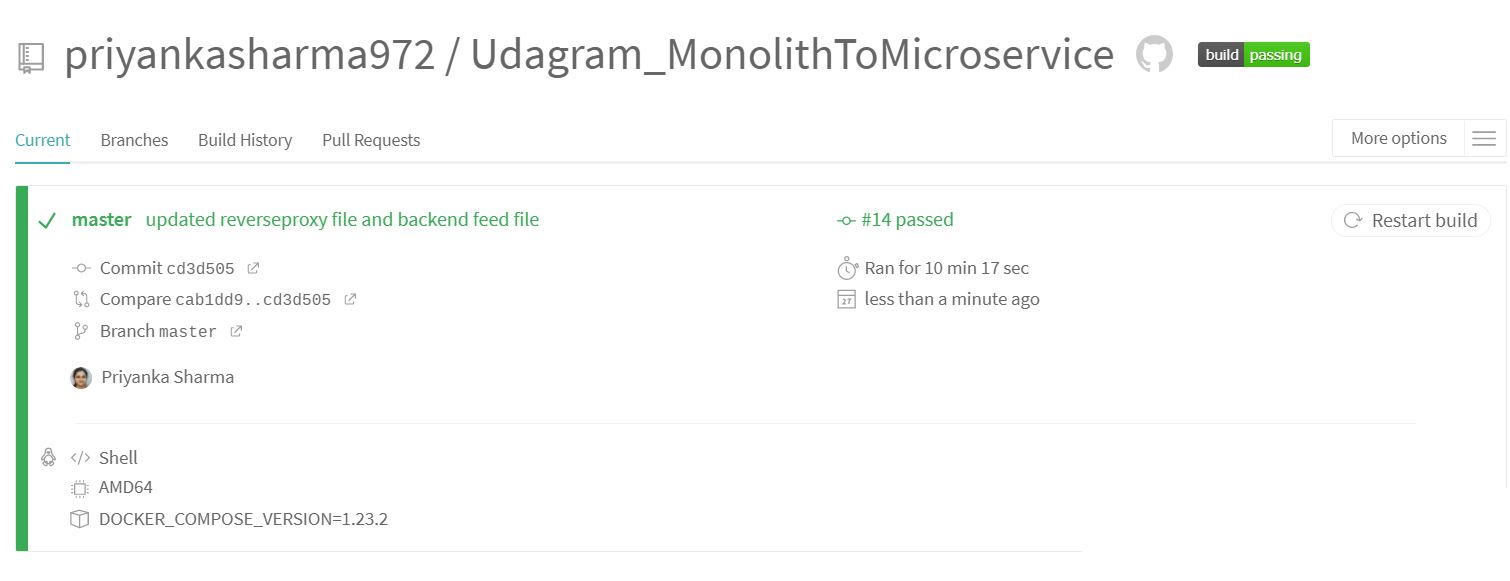 priyankasharma972 / Udagram_MonolithToMicroservice build passing
Current Branches Build History Pull Requests More options
master updated reverseproxy file and backend feed file #14 passed Restart build
Commit cd3d505 Ran for 10 min 17 sec
Compare cab1dd9..cd3d505 27 less than a minute ago
Branch master
Priyanka Sharma
</> Shell
AMD64
DOCKER_COMPOSE_VERSION=1.23.2